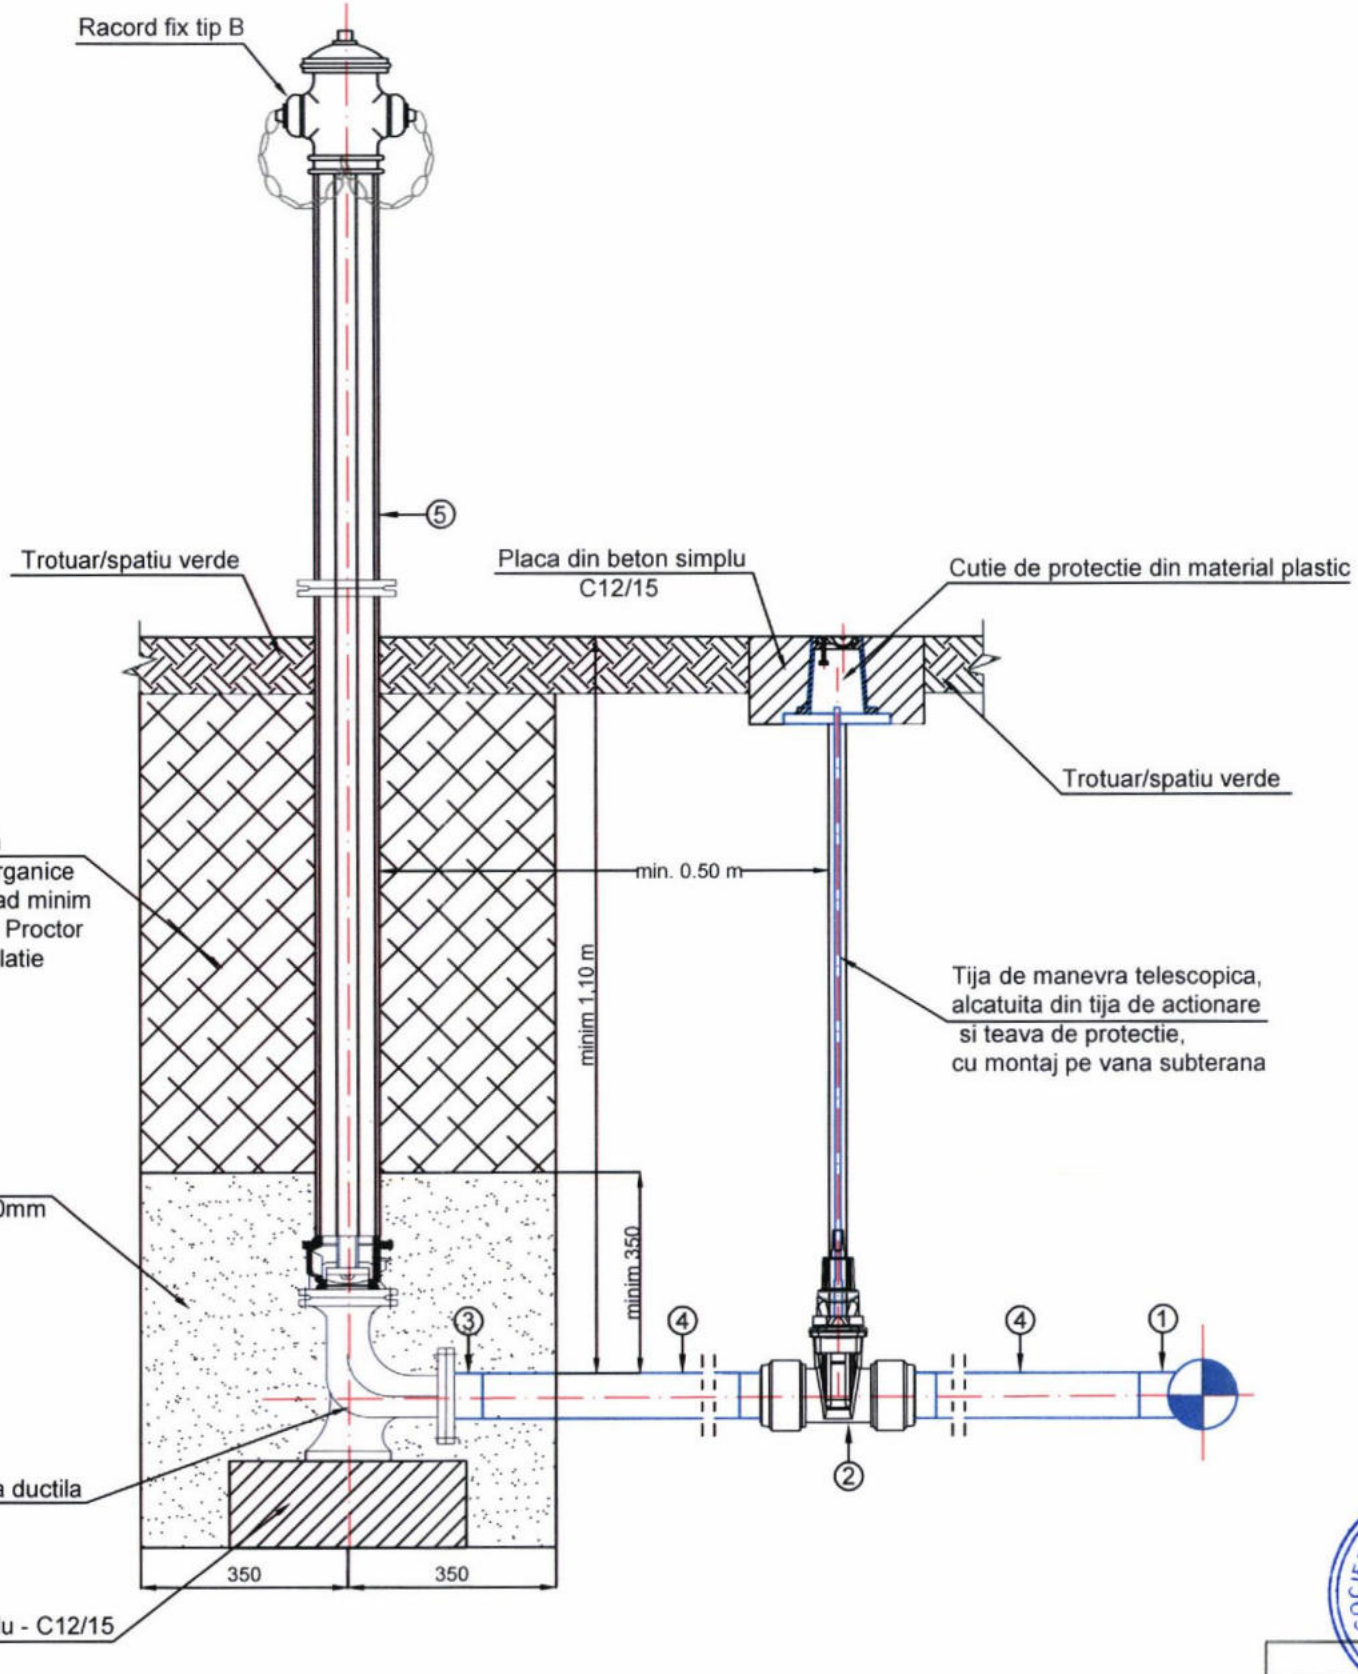 Racord fix tip B
5
Trotuar/spatiu verde
Placa din beton simplu
C12/15
Cutie de protectie din material plastic
Trotuar/spatiu verde
minim
Proctor
min. 0.50 m
minim 1,10 m
Tija de manevra telescopica,
alcatuita din tija de actionare
si teava de protectie,
cu montaj pe vana subterana
0mm
minim 350
3
4
4
1
2
ductila
350
350
- C12/15